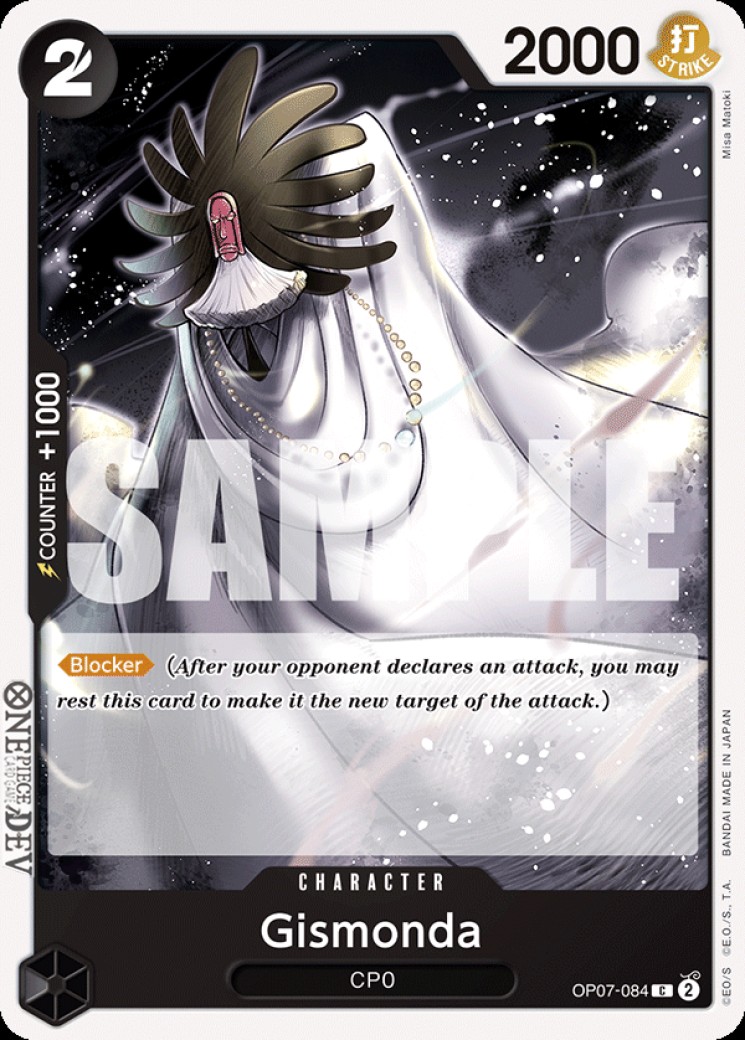 2
2000
打
STRIKE
Misa Matoki
COUNTER +1000
SAMPLE
Blocker (After your opponent declares an attack, you may
rest this card to make it the new target of the attack.)
ONE PIECE
CARD GAME
DEV
CHARACTER
Gismonda
CP0
OP07-084 C 2
©EO/S ©E.O./S., T.A. BANDAI MADE IN JAPAN